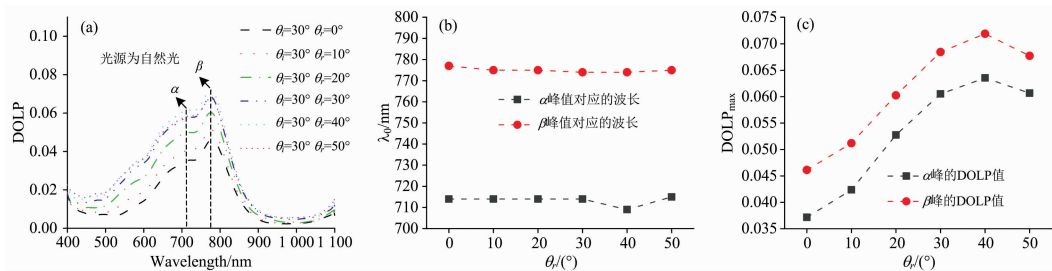 (a)
0.10
0.08
0.06
0.04
0.02
0.00
DOLP
光源为自然光
α
β
θi=30° θr=0°
θi=30° θr=10°
θi=30° θr=20°
θi=30° θr=30°
θi=30° θr=40°
θi=30° θr=50°
400 500 600 700 800 900 1 000 1 100
Wavelength/nm
(b)
800
790
780
770
760
750
740
730
720
710
700
λ0/nm
α峰值对应的波长
β峰值对应的波长
0 10 20 30 40 50
θr/(°)
(c)
0.075
0.070
0.065
0.060
0.055
0.050
0.045
0.040
0.035
DOLPmax
α峰的DOLP值
β峰的DOLP值
0 10 20 30 40 50
θr/(°)